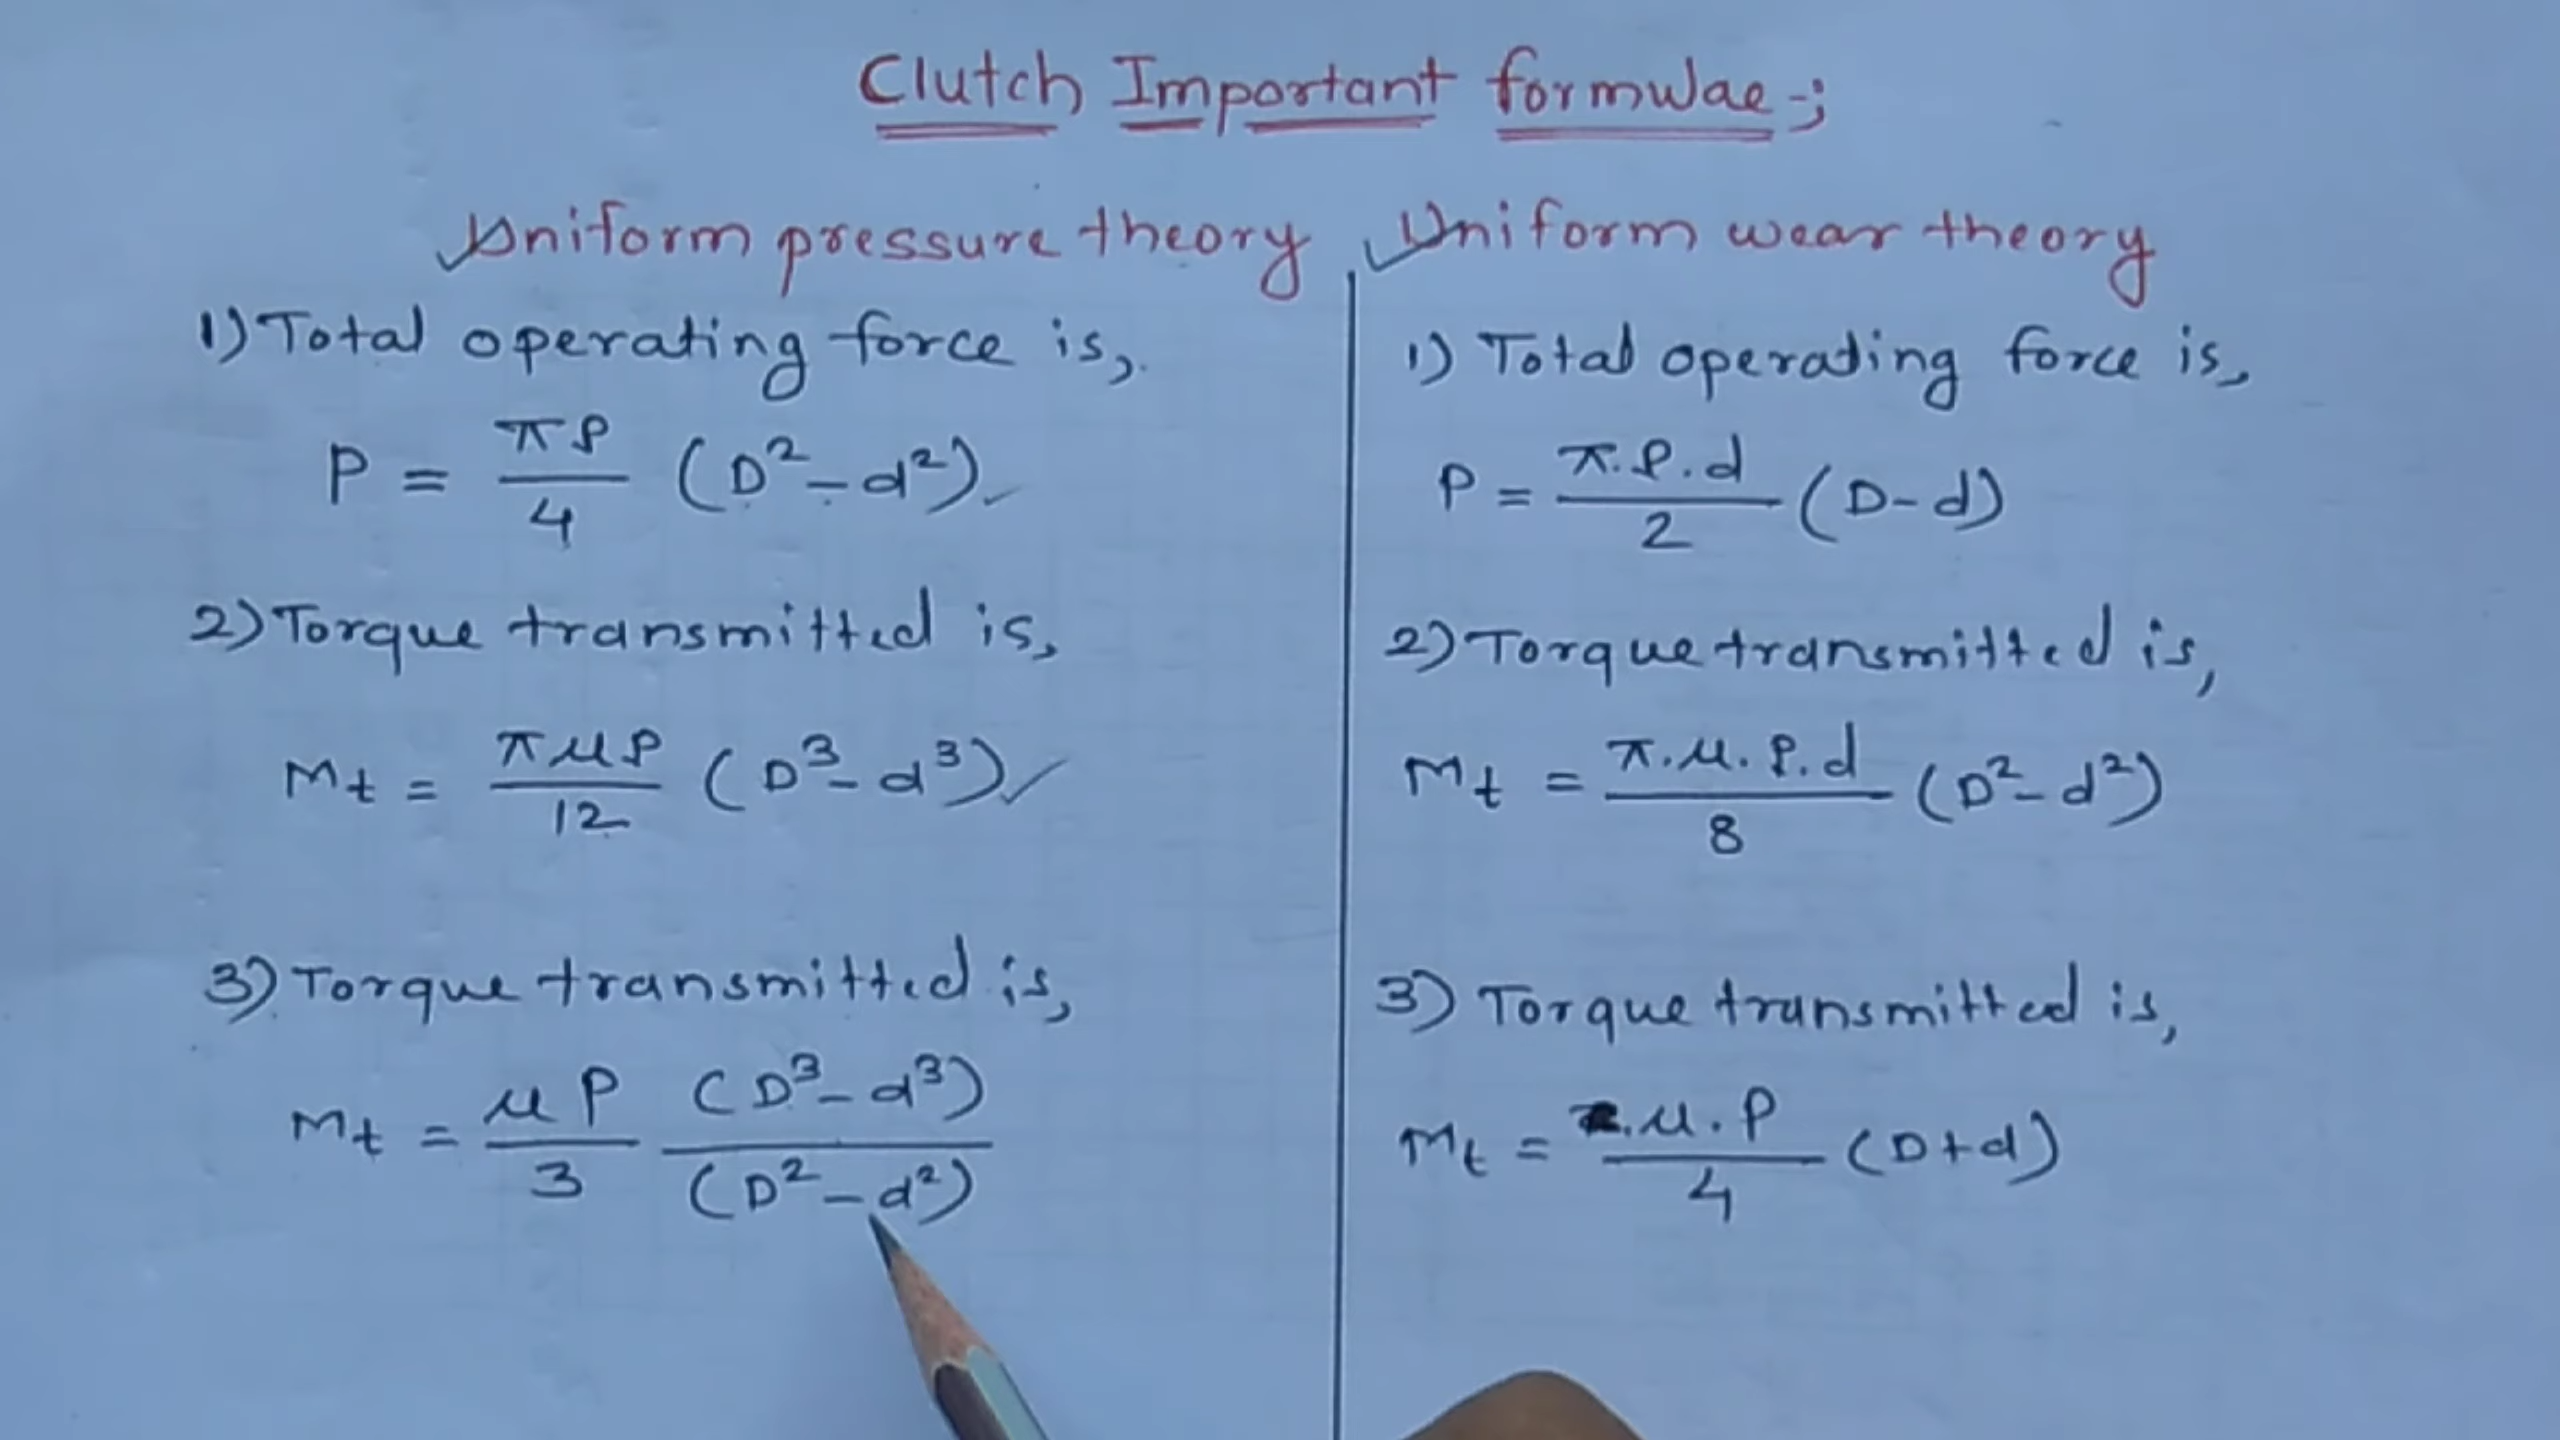 Clutch Important formulae-;
Uniform pressure theory
1) Total operating force is,
P = πp/4 (D²-d²)
2) Torque transmitted is,
Mt = πμp/12 (D³-d³)
3) Torque transmitted is,
Mt = μP/3 (D³-d³)/(D²-d²)
Uniform wear theory
1) Total operating force is,
P = π.p.d/2 (D-d)
2) Torque transmitted is,
Mt = π.μ.p.d/8 (D²-d²)
3) Torque transmitted is,
Mt = μ.P/4 (D+d)